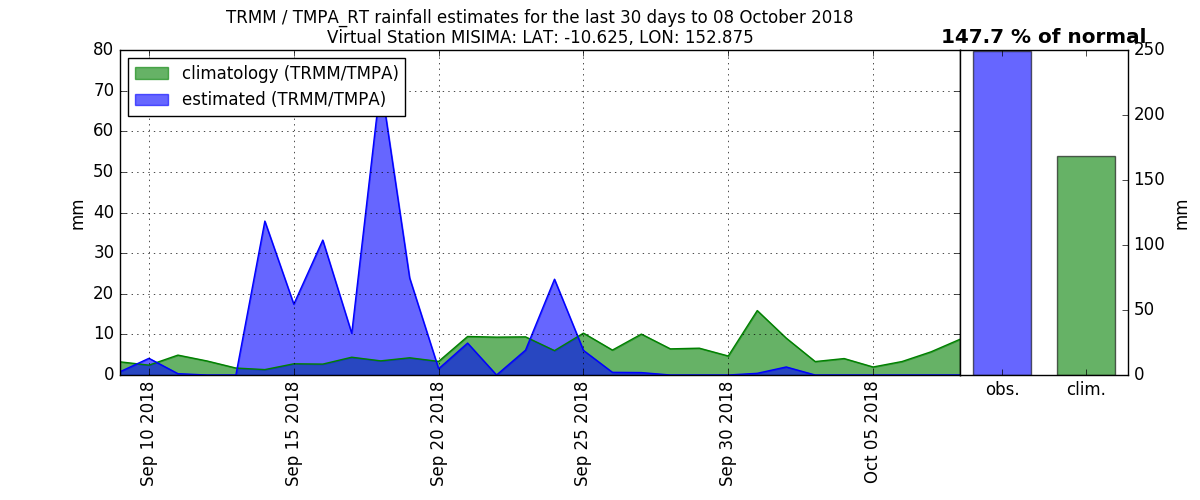 TRMM / TMPA_RT rainfall estimates for the last 30 days to 08 October 2018
Virtual Station MISIMA: LAT: -10.625, LON: 152.875
147.7 % of normal
climatology (TRMM/TMPA)
estimated (TRMM/TMPA)
80
70
60
50
40
30
20
10
0
mm
Sep 10 2018
Sep 15 2018
Sep 20 2018
Sep 25 2018
Sep 30 2018
Oct 05 2018
250
200
150
100
50
0
mm
obs.
clim.